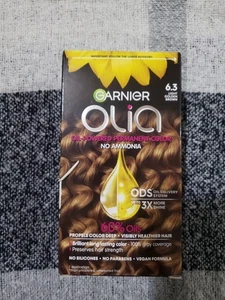 GARNIER
6.3
LIGHT
GOLDEN
BROWN
olia
OIL POWERED PERMANENT COLOR
NO AMMONIA
ODS
OIL DELIVERY
SYSTEM
3X MORE
SHINE
60% Oils
PROPELS COLOR DEEP • VISIBLY HEALTHIER HAIR
• Brilliant long lasting color • 100% grey coverage
• Preserves hair strength
NO SILICONES • NO PARABENS • VEGAN FORMULA